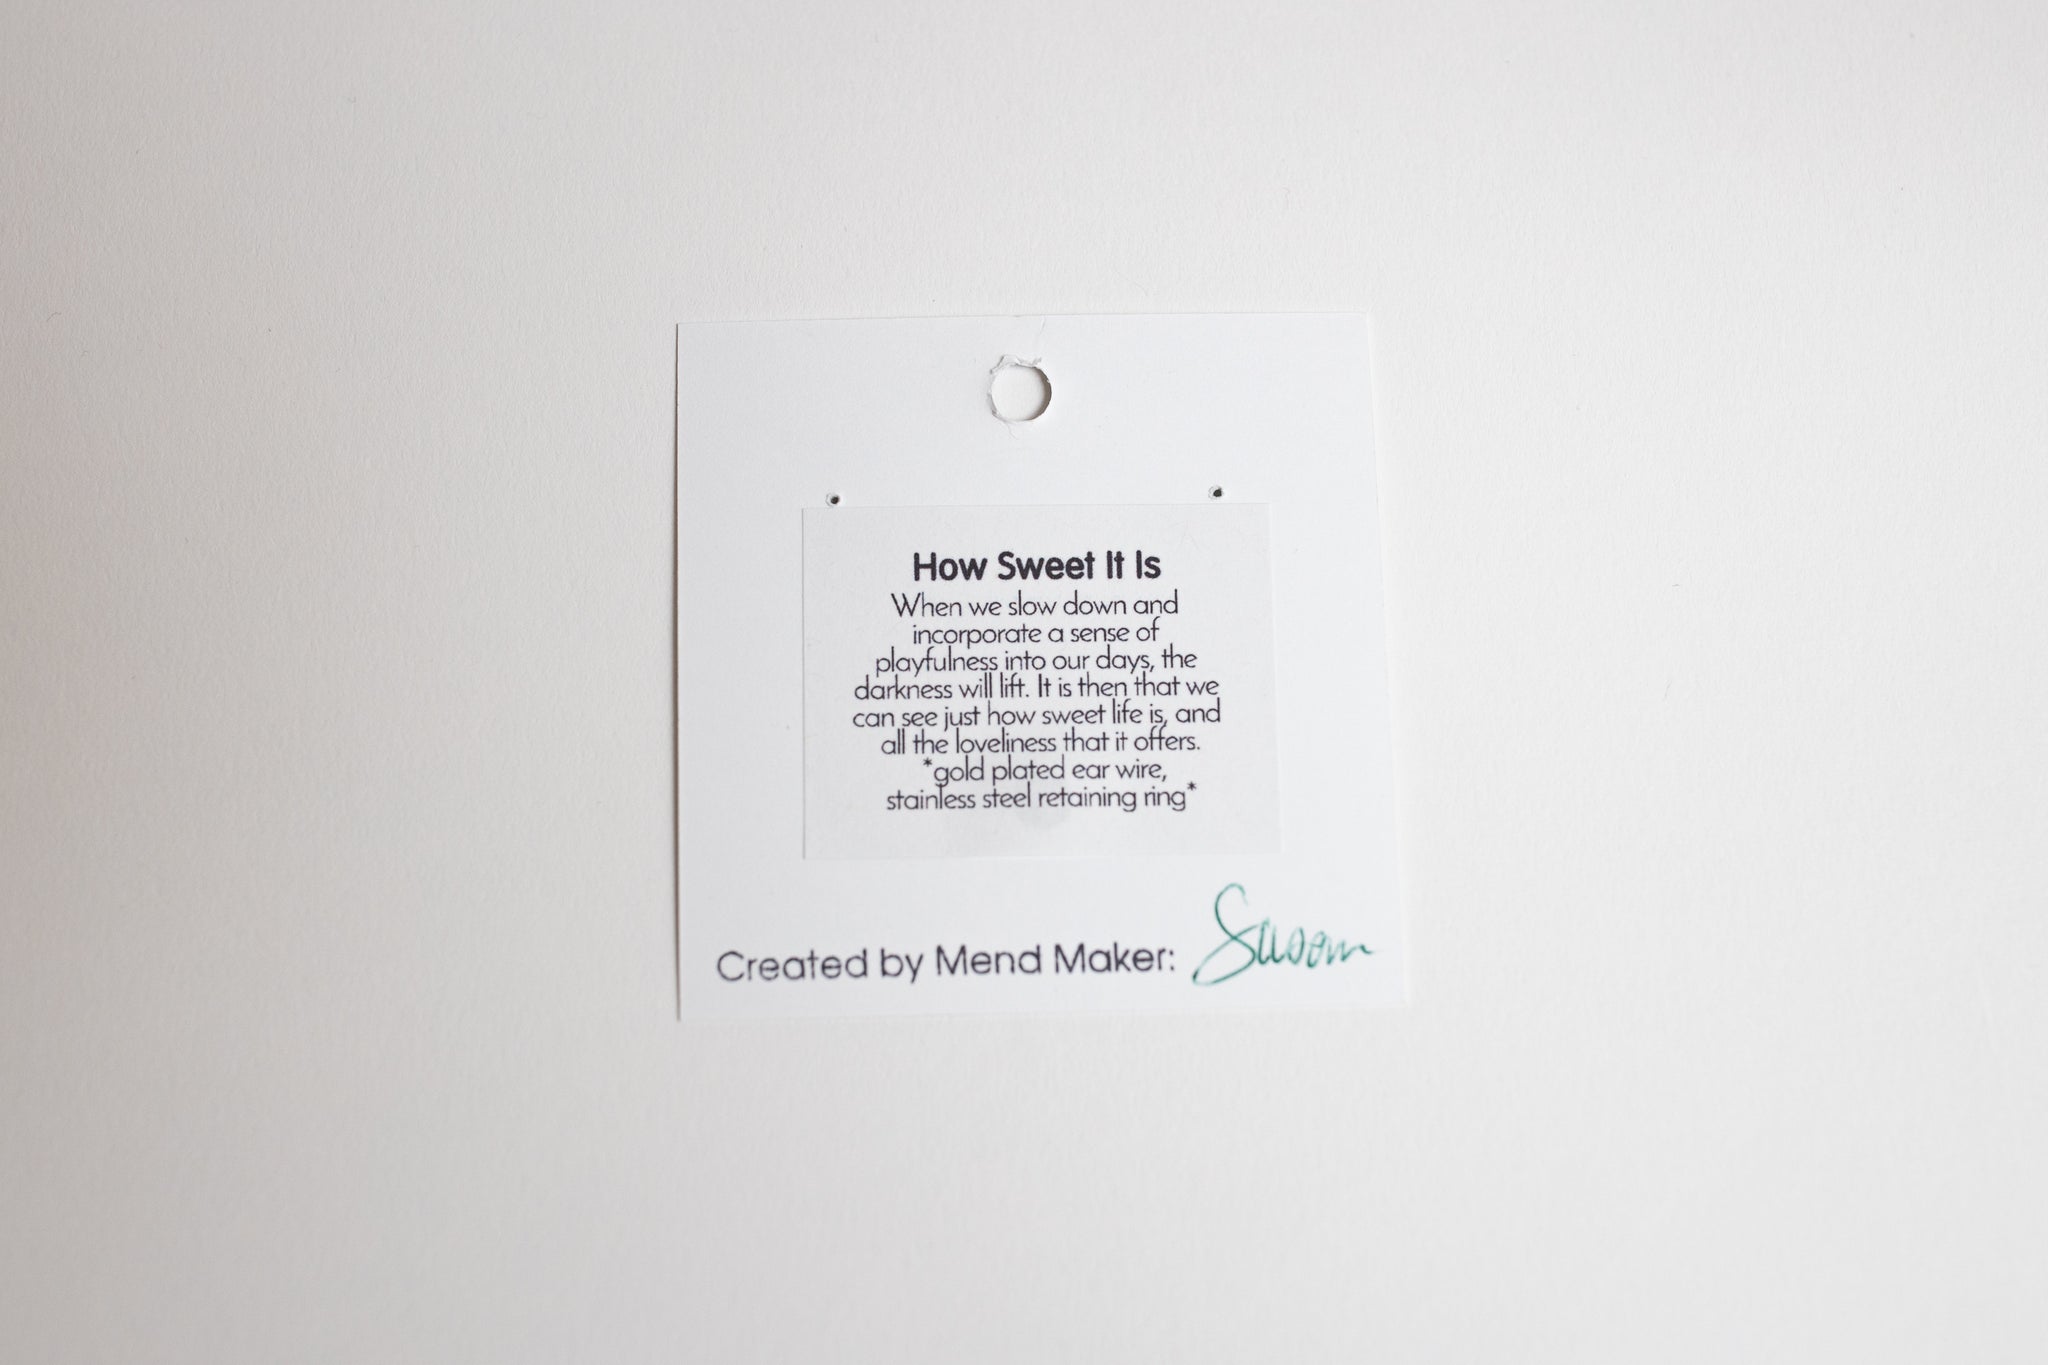 How Sweet It Is
When we slow down and
incorporate a sense of
playfulness into our days, the
darkness will lift. It is then that we
can see just how sweet life is, and
all the loveliness that it offers.
*gold plated ear wire,
stainless steel retaining ring*
Created by Mend Maker: